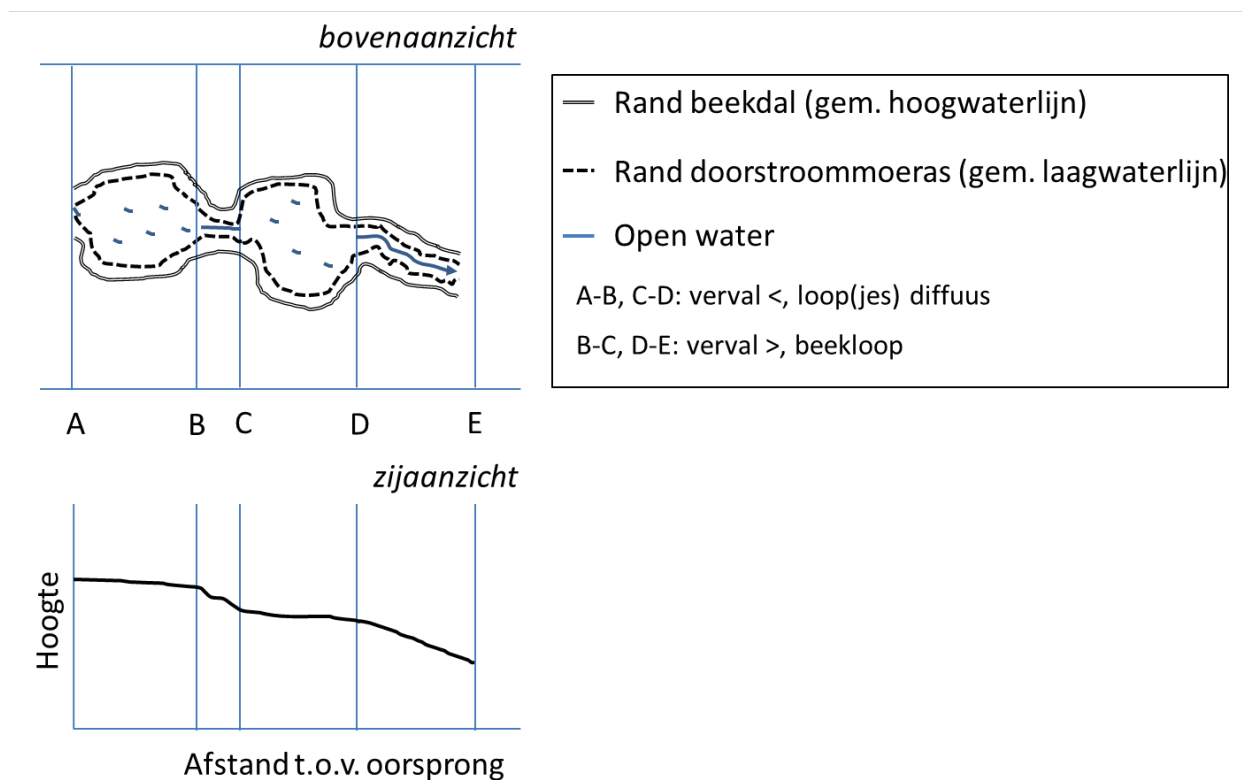 bovenaanzicht
Rand beekdal (gem. hoogwaterlijn)
Rand doorstroommoeras (gem. laagwaterlijn)
Open water
A-B, C-D: verval <, loop(jes) diffuus
B-C, D-E: verval >, beekloop
A B C D E
zijaanzicht
Hoogte
Afstand t.o.v. oorsprong